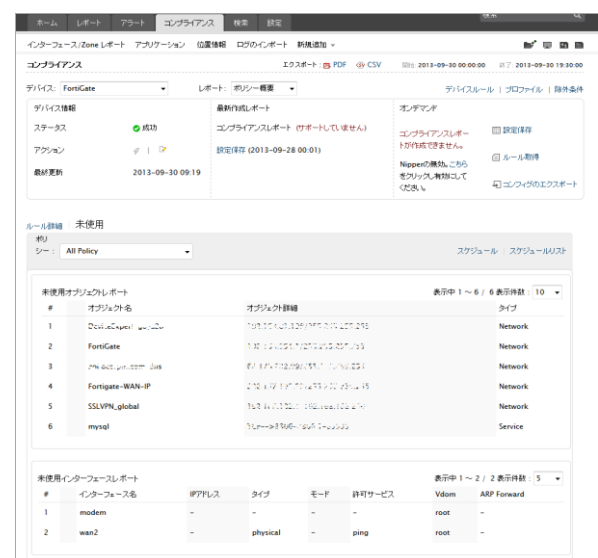 ホーム レポート アラート コンプライアンス 検索 設定 検索
インターフェース/Zone レポート アプリケーション 位置情報 ログのインポート 新規追加
コンプライアンス エクスポート: PDF CSV 開始: 2013-09-30 00:00:00 終了: 2013-09-30 19:30:00
デバイス: FortiGate レポート: ポリシー概要 デバイスルール | プロファイル | 除外条件
デバイス情報 最新作成レポート オンデマンド
ステータス 成功 コンプライアンスレポート (サポートしていません)
コンプライアンスレポー 設定保存
トが作成できません。
アクション | 設定保存 (2013-09-28 00:01)
Nipperの無効。こちら ルール取得
をクリックし有効にして
最終更新 2013-09-30 09:19
ください。 コンフィグのエクスポート
ルール詳細 未使用
ポリ
シー : All Policy スケジュール | スケジュールリスト
未使用オブジェクトレポート 表示中 1 ~ 6 / 6 表示件数 : 10
# オブジェクト名 オブジェクト詳細 タイプ
1 Network
2 FortiGate Network
3 Network
4 Fortigate-WAN-IP Network
5 SSLVPN_global Network
6 mysql Service
未使用インターフェースレポート 表示中 1 ~ 2 / 2 表示件数 : 5
# インターフェース名 IPアドレス タイプ モード 許可サービス Vdom ARP Forward
1 modem - - - - root -
2 wan2 - physical - ping root -